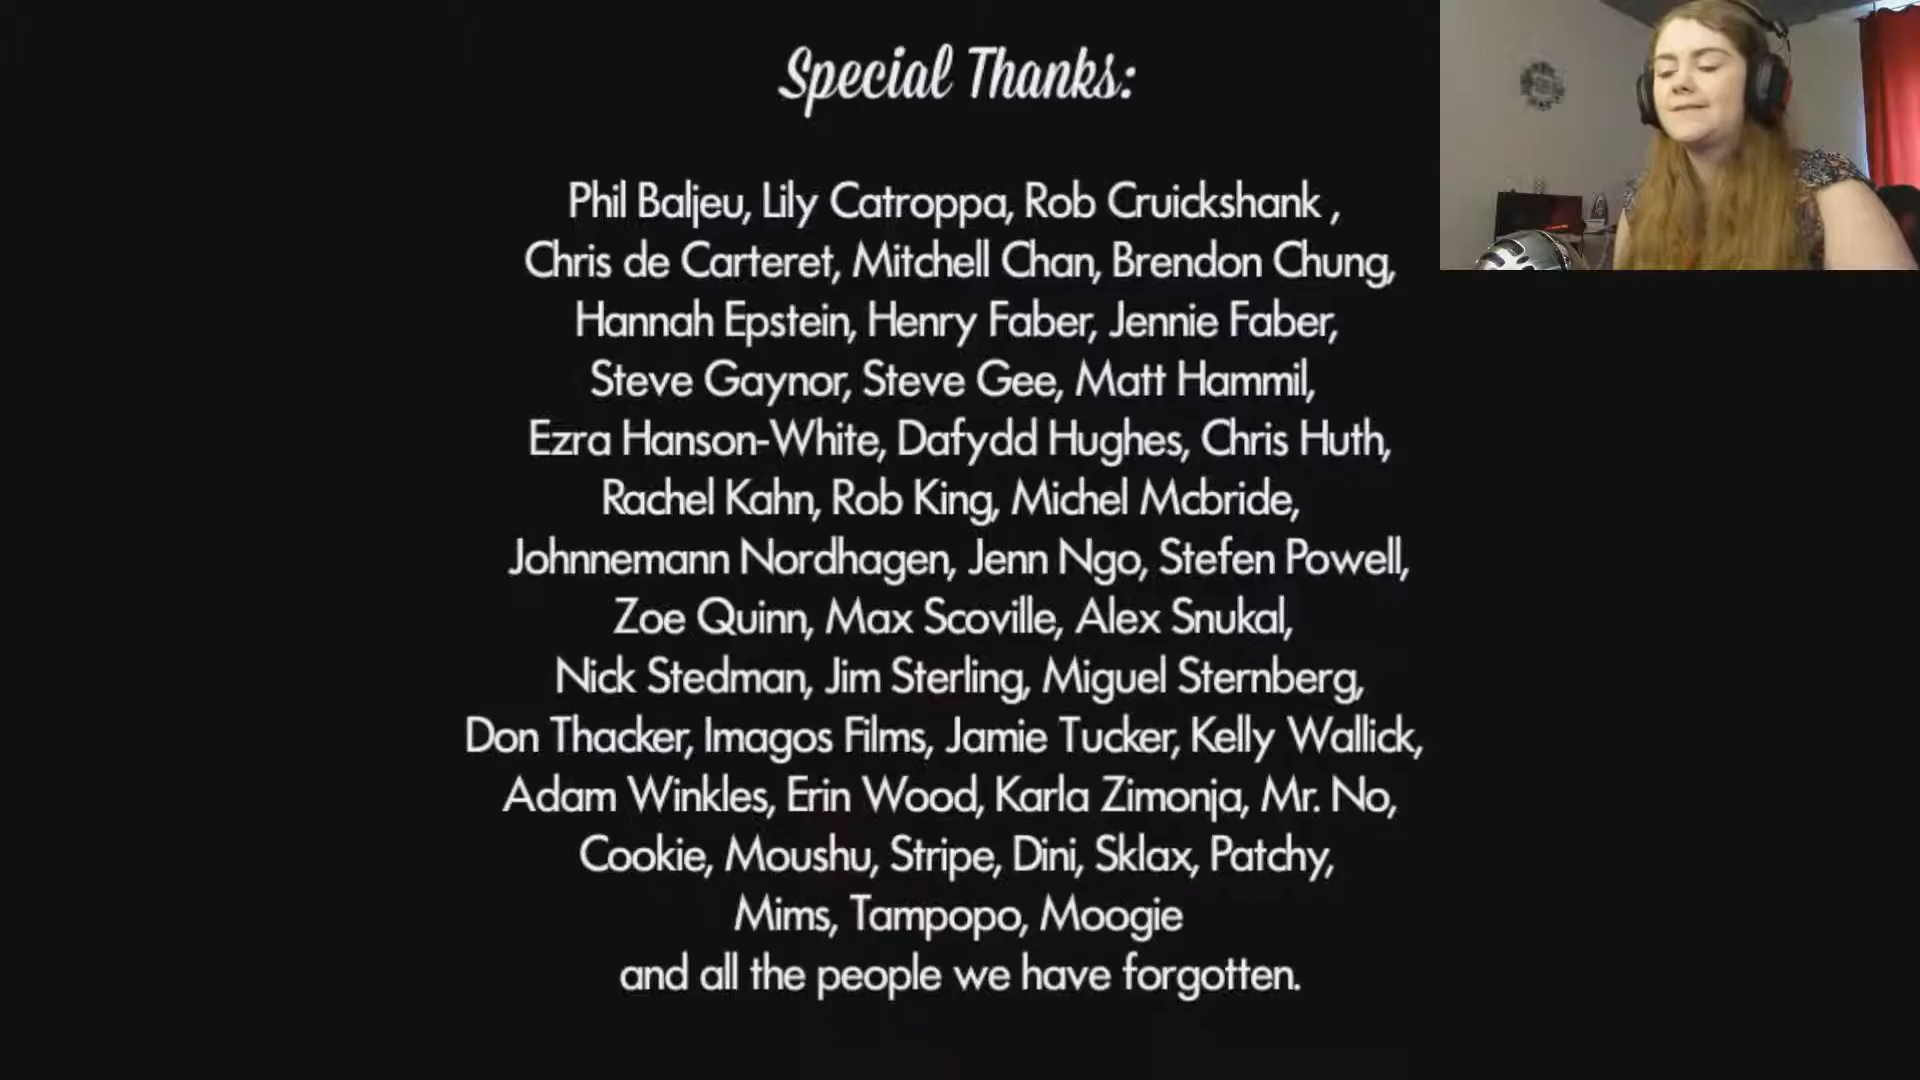 Special Thanks:
Phil Baljeu, Lily Catroppa, Rob Cruickshank ,
Chris de Carteret, Mitchell Chan, Brendon Chung,
Hannah Epstein, Henry Faber, Jennie Faber,
Steve Gaynor, Steve Gee, Matt Hammil,
Ezra Hanson-White, Dafydd Hughes, Chris Huth,
Rachel Kahn, Rob King, Michel Mcbride,
Johnnemann Nordhagen, Jenn Ngo, Stefen Powell,
Zoe Quinn, Max Scoville, Alex Snukal,
Nick Stedman, Jim Sterling, Miguel Sternberg,
Don Thacker, Imagos Films, Jamie Tucker, Kelly Wallick,
Adam Winkles, Erin Wood, Karla Zimonja, Mr. No,
Cookie, Moushu, Stripe, Dini, Sklax, Patchy,
Mims, Tampopo, Moogie
and all the people we have forgotten.